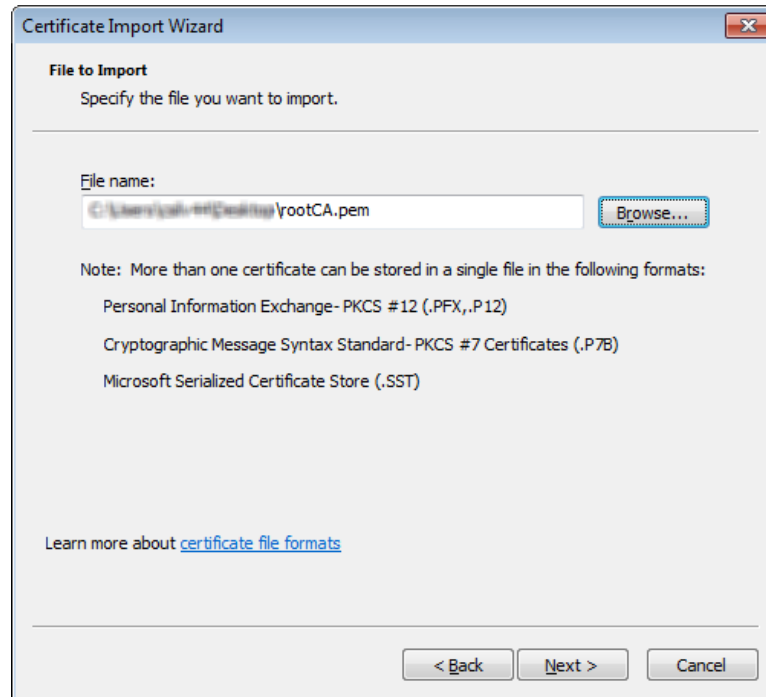 Certificate Import Wizard
File to Import
Specify the file you want to import.
File name:
\rootCA.pem
Browse...
Note: More than one certificate can be stored in a single file in the following formats:
Personal Information Exchange- PKCS #12 (.PFX,.P12)
Cryptographic Message Syntax Standard- PKCS #7 Certificates (.P7B)
Microsoft Serialized Certificate Store (.SST)
Learn more about certificate file formats
< Back Next > Cancel